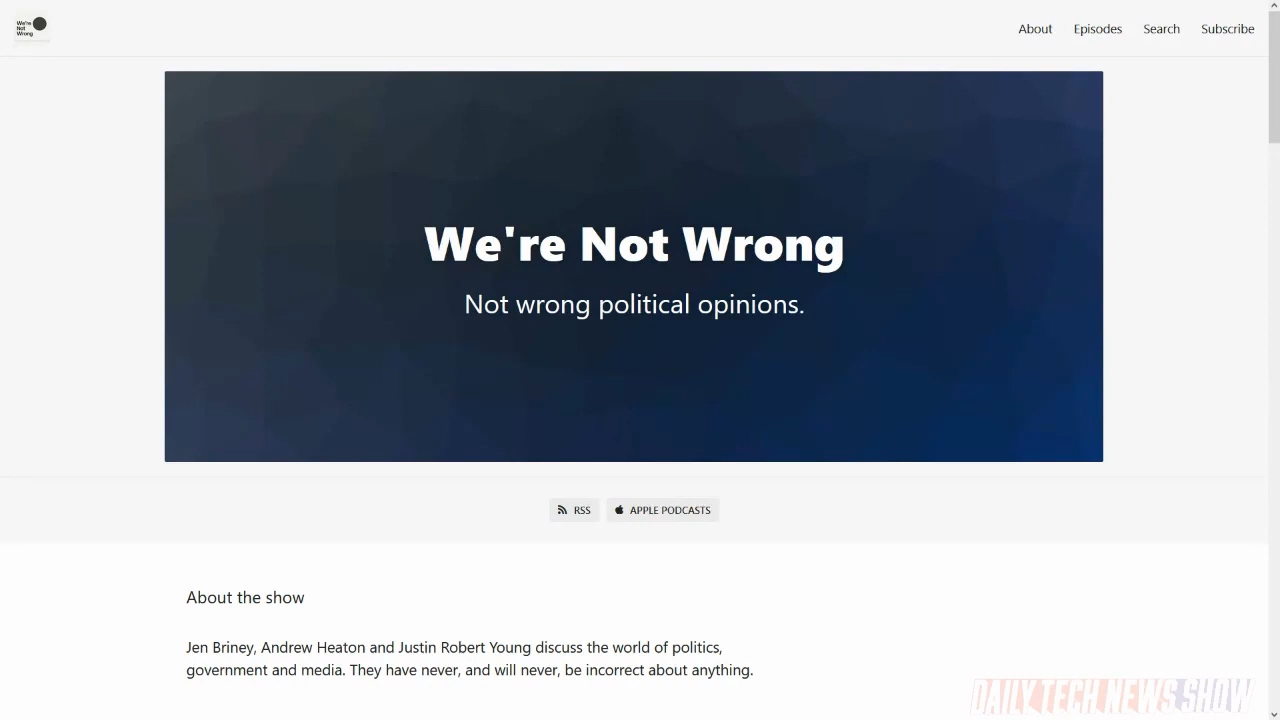 We're
Not
Wrong
About
Episodes
Search
Subscribe
We're Not Wrong
Not wrong political opinions.
RSS
APPLE PODCASTS
About the show
Jen Briney, Andrew Heaton and Justin Robert Young discuss the world of politics,
government and media. They have never, and will never, be incorrect about anything.
DAILY TECH NEWS SHOW